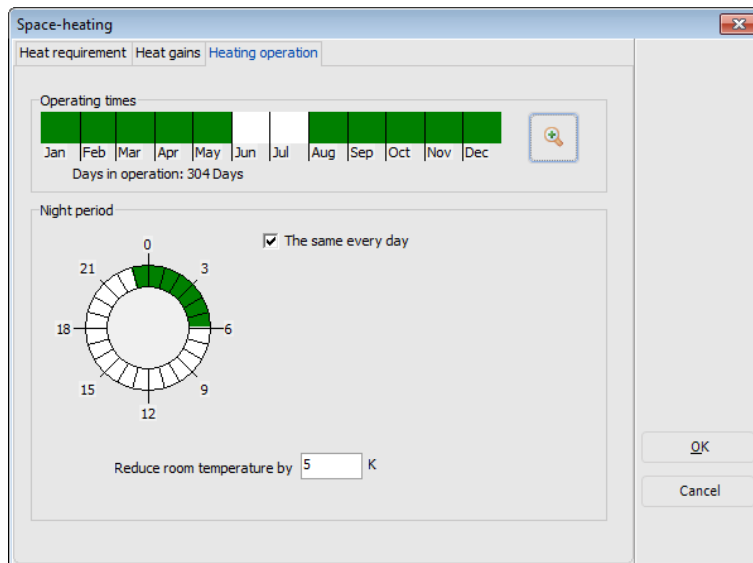 Space-heating
Heat requirement Heat gains Heating operation
Operating times
Jan Feb Mar Apr May Jun Jul Aug Sep Oct Nov Dec
Days in operation: 304 Days
Night period
The same every day
0
21 3
18 6
15 9
12
Reduce room temperature by 5 K
OK
Cancel